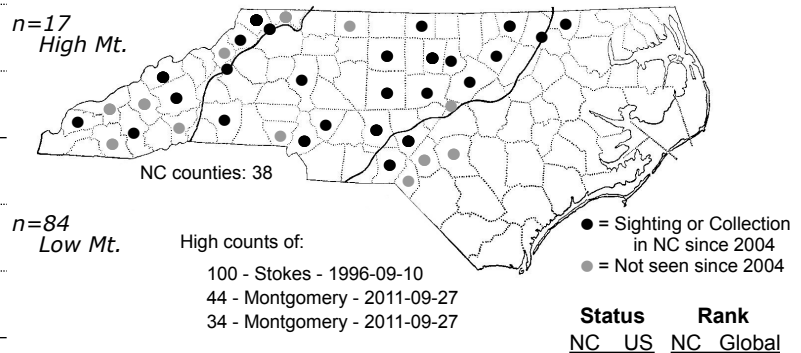 n=17
High Mt.
NC counties: 38
n=84
Low Mt.
High counts of:
100 - Stokes - 1996-09-10
44 - Montgomery - 2011-09-27
34 - Montgomery - 2011-09-27
= Sighting or Collection
in NC since 2004
= Not seen since 2004
Status Rank
NC US NC Global